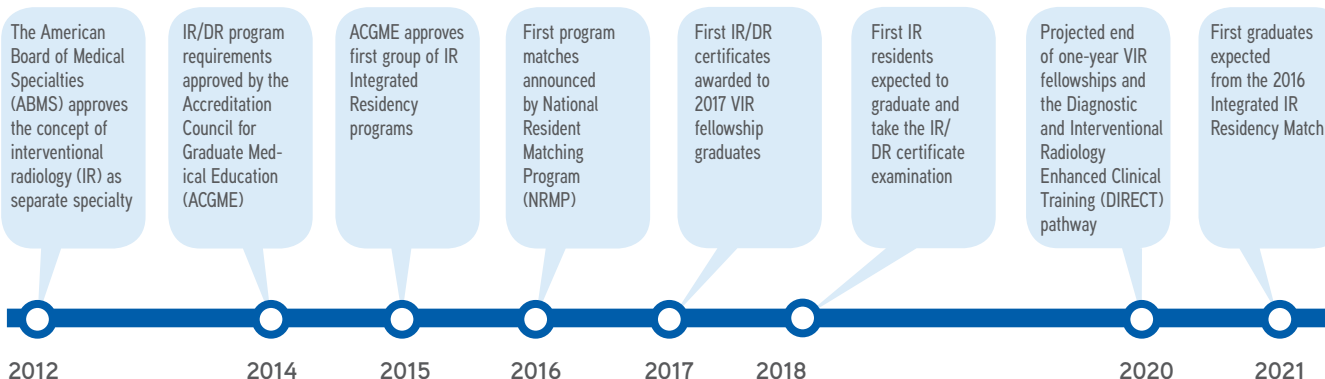 The American
Board of Medical
Specialties
(ABMS) approves
the concept of
interventional
radiology (IR) as
separate specialty
IR/DR program
requirements
approved by the
Accreditation
Council for
Graduate Med-
ical Education
(ACGME)
ACGME approves
first group of IR
Integrated
Residency
programs
First program
matches
announced
by National
Resident
Matching
Program
(NRMP)
First IR/DR
certificates
awarded to
2017 VIR
fellowship
graduates
First IR
residents
expected to
graduate and
take the IR/
DR certificate
examination
Projected end
of one-year VIR
fellowships and
the Diagnostic
and Interventional
Radiology
Enhanced Clinical
Training (DIRECT)
pathway
First graduates
expected
from the 2016
Integrated IR
Residency Match
2012
2014
2015
2016
2017
2018
2020
2021